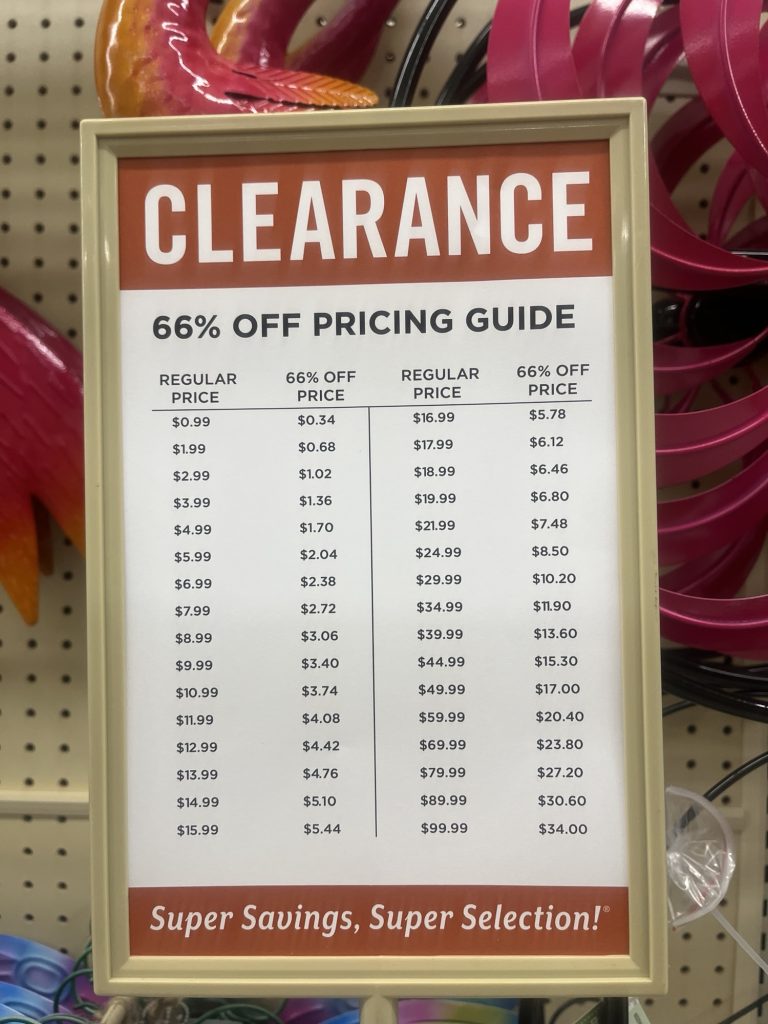 CLEARANCE
66% OFF PRICING GUIDE
REGULAR PRICE 66% OFF PRICE REGULAR PRICE 66% OFF PRICE
$0.99 $0.34 $16.99 $5.78
$1.99 $0.68 $17.99 $6.12
$2.99 $1.02 $18.99 $6.46
$3.99 $1.36 $19.99 $6.80
$4.99 $1.70 $21.99 $7.48
$5.99 $2.04 $24.99 $8.50
$6.99 $2.38 $29.99 $10.20
$7.99 $2.72 $34.99 $11.90
$8.99 $3.06 $39.99 $13.60
$9.99 $3.40 $44.99 $15.30
$10.99 $3.74 $49.99 $17.00
$11.99 $4.08 $59.99 $20.40
$12.99 $4.42 $69.99 $23.80
$13.99 $4.76 $79.99 $27.20
$14.99 $5.10 $89.99 $30.60
$15.99 $5.44 $99.99 $34.00
Super Savings, Super Selection!®